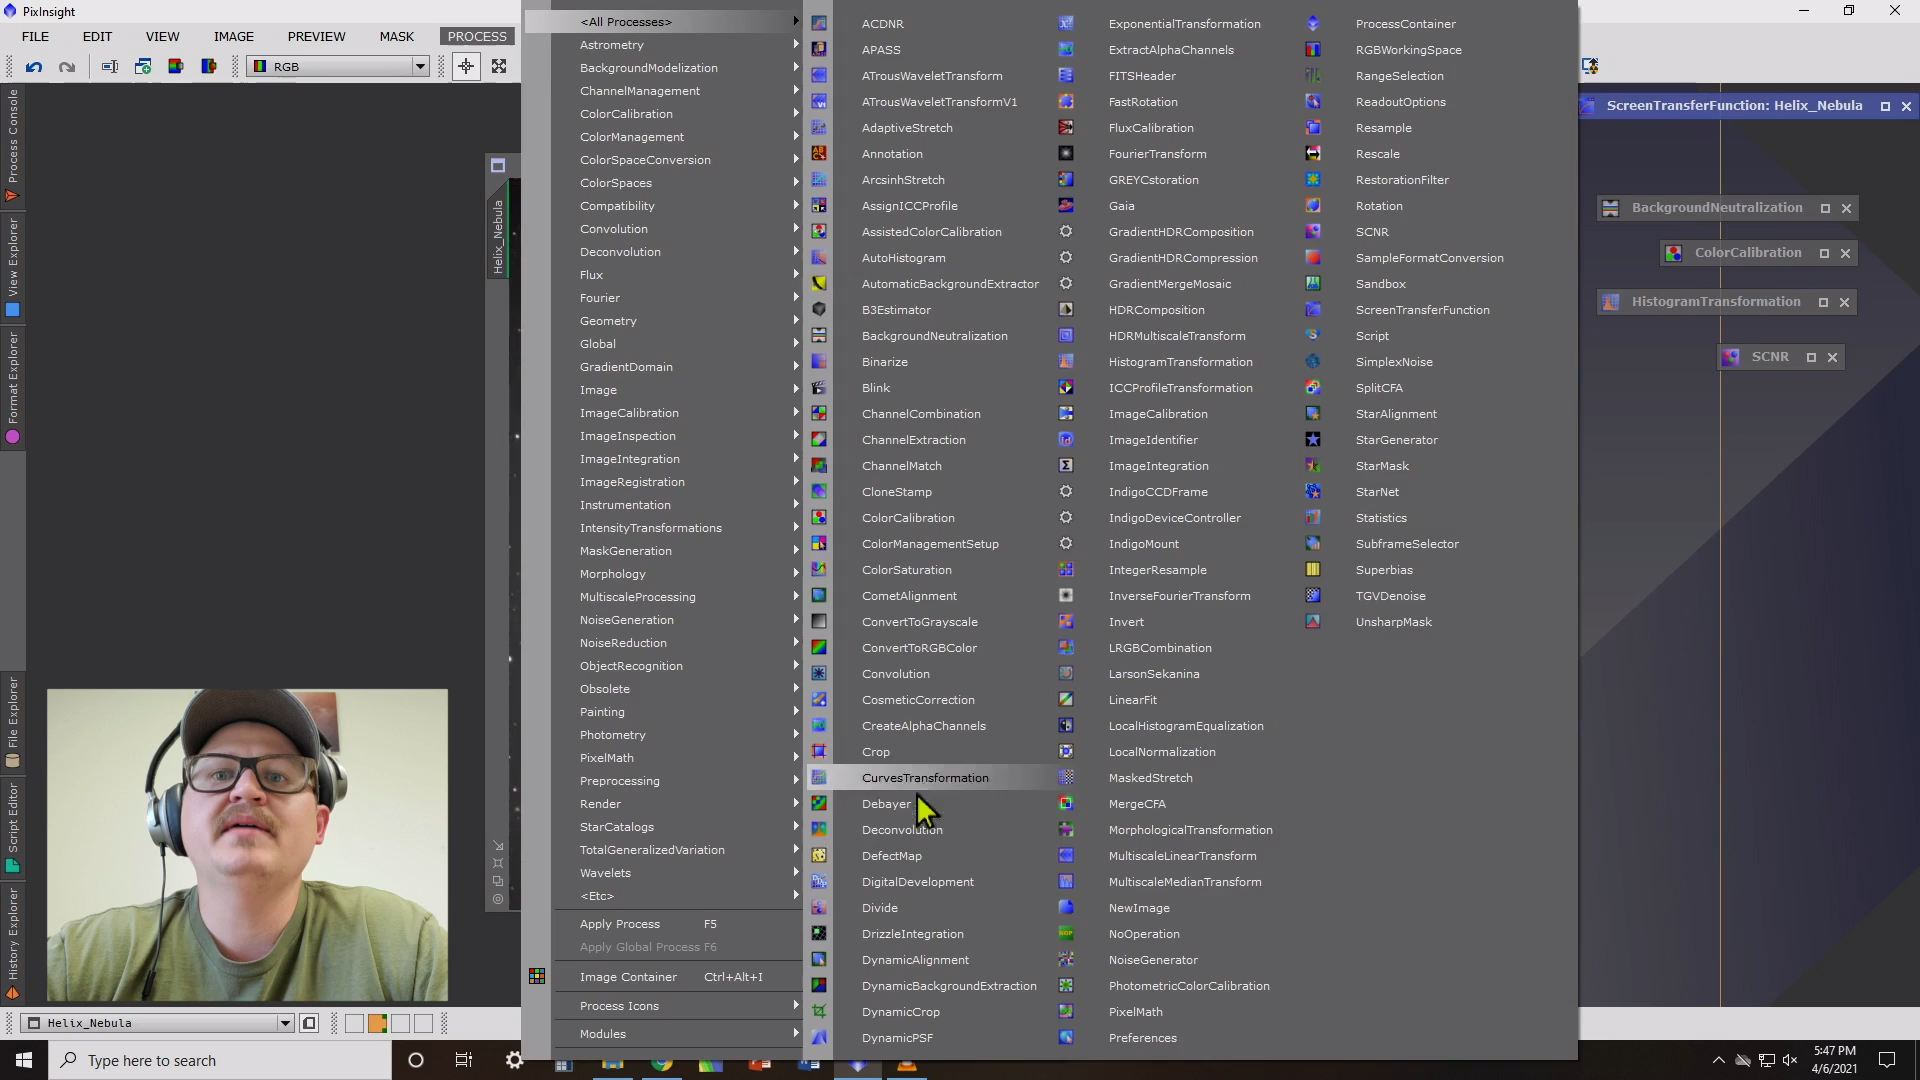 PixInsight
FILE EDIT VIEW IMAGE PREVIEW MASK PROCESS
RGB
Process Console
View Explorer
Format Explorer
File Explorer
Script Editor
History Explorer
Helix_Nebula
<All Processes>
Astrometry
BackgroundModelization
ChannelManagement
ColorCalibration
ColorManagement
ColorSpaceConversion
ColorSpaces
Compatibility
Convolution
Deconvolution
Flux
Fourier
Geometry
Global
GradientDomain
Image
ImageCalibration
ImageInspection
ImageIntegration
ImageRegistration
Instrumentation
IntensityTransformations
MaskGeneration
Morphology
MultiscaleProcessing
NoiseGeneration
NoiseReduction
ObjectRecognition
Obsolete
Painting
Photometry
PixelMath
Preprocessing
Render
StarCatalogs
TotalGeneralizedVariation
Wavelets
<Etc>
Apply Process F5
Apply Global Process F6
Image Container Ctrl+Alt+I
Process Icons
Modules
ACDNR
APASS
ATrousWaveletTransform
ATrousWaveletTransformV1
AdaptiveStretch
Annotation
ArcsinhStretch
AssignICCProfile
AssistedColorCalibration
AutoHistogram
AutomaticBackgroundExtractor
B3Estimator
BackgroundNeutralization
Binarize
Blink
ChannelCombination
ChannelExtraction
ChannelMatch
CloneStamp
ColorCalibration
ColorManagementSetup
ColorSaturation
CometAlignment
ConvertToGrayscale
ConvertToRGBColor
Convolution
CosmeticCorrection
CreateAlphaChannels
Crop
CurvesTransformation
Debayer
Deconvolution
DefectMap
DigitalDevelopment
Divide
DrizzleIntegration
DynamicAlignment
DynamicBackgroundExtraction
DynamicCrop
DynamicPSF
ExponentialTransformation
ExtractAlphaChannels
FITSHeader
FastRotation
FluxCalibration
FourierTransform
GREYCstoration
Gaia
GradientHDRComposition
GradientHDRCompression
GradientMergeMosaic
HDRComposition
HDRMultiscaleTransform
HistogramTransformation
ICCProfileTransformation
ImageCalibration
ImageIdentifier
ImageIntegration
IndigoCCDFrame
IndigoDeviceController
IndigoMount
IntegerResample
InverseFourierTransform
Invert
LRGBCombination
LarsonSekanina
LinearFit
LocalHistogramEqualization
LocalNormalization
MaskedStretch
MergeCFA
MorphologicalTransformation
MultiscaleLinearTransform
MultiscaleMedianTransform
NewImage
NoOperation
NoiseGenerator
PhotometricColorCalibration
PixelMath
Preferences
ProcessContainer
RGBWorkingSpace
RangeSelection
ReadoutOptions
Resample
Rescale
RestorationFilter
Rotation
SCNR
SampleFormatConversion
Sandbox
ScreenTransferFunction
Script
SimplexNoise
SplitCFA
StarAlignment
StarGenerator
StarMask
StarNet
Statistics
SubframeSelector
Superbias
TGVDenoise
UnsharpMask
ScreenTransferFunction: Helix_Nebula
BackgroundNeutralization
ColorCalibration
HistogramTransformation
SCNR
Helix_Nebula
Type here to search
5:47 PM
4/6/2021